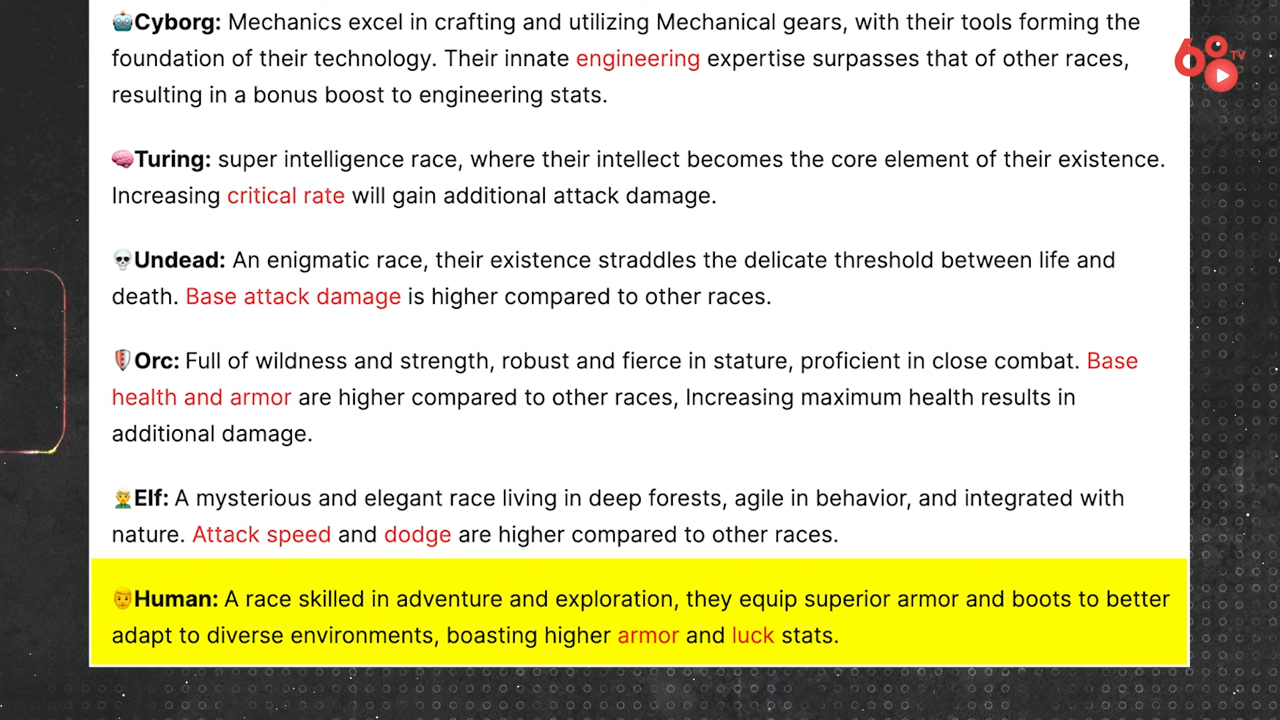 🤖Cyborg: Mechanics excel in crafting and utilizing Mechanical gears, with their tools forming the
foundation of their technology. Their innate engineering expertise surpasses that of other races,
resulting in a bonus boost to engineering stats.
🧠Turing: super intelligence race, where their intellect becomes the core element of their existence.
Increasing critical rate will gain additional attack damage.
💀Undead: An enigmatic race, their existence straddles the delicate threshold between life and
death. Base attack damage is higher compared to other races.
Orc: Full of wildness and strength, robust and fierce in stature, proficient in close combat. Base
health and armor are higher compared to other races, Increasing maximum health results in
additional damage.
Elf: A mysterious and elegant race living in deep forests, agile in behavior, and integrated with
nature. Attack speed and dodge are higher compared to other races.
Human: A race skilled in adventure and exploration, they equip superior armor and boots to better
adapt to diverse environments, boasting higher armor and luck stats.
68 TV